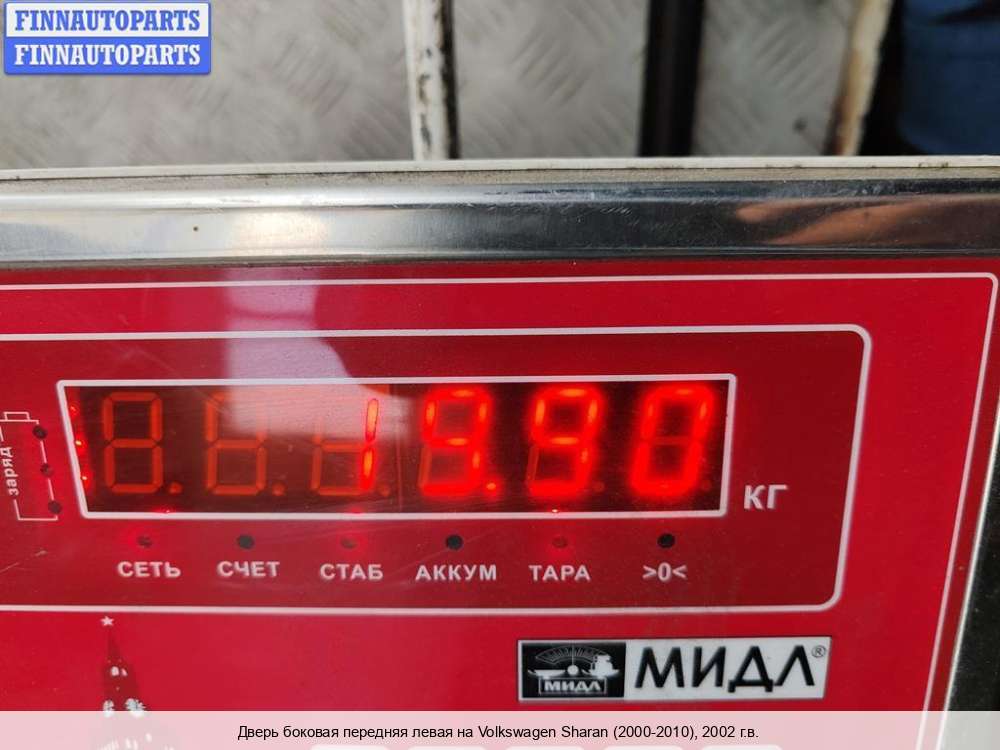 FINNAUTOPARTS
FINNAUTOPARTS
19.90
КГ
заряд
СЕТЬ СЧЕТ СТАБ АККУМ ТАРА >0<
МИДЛ МИДЛ®
Дверь боковая передняя левая на Volkswagen Sharan (2000-2010), 2002 г.в.